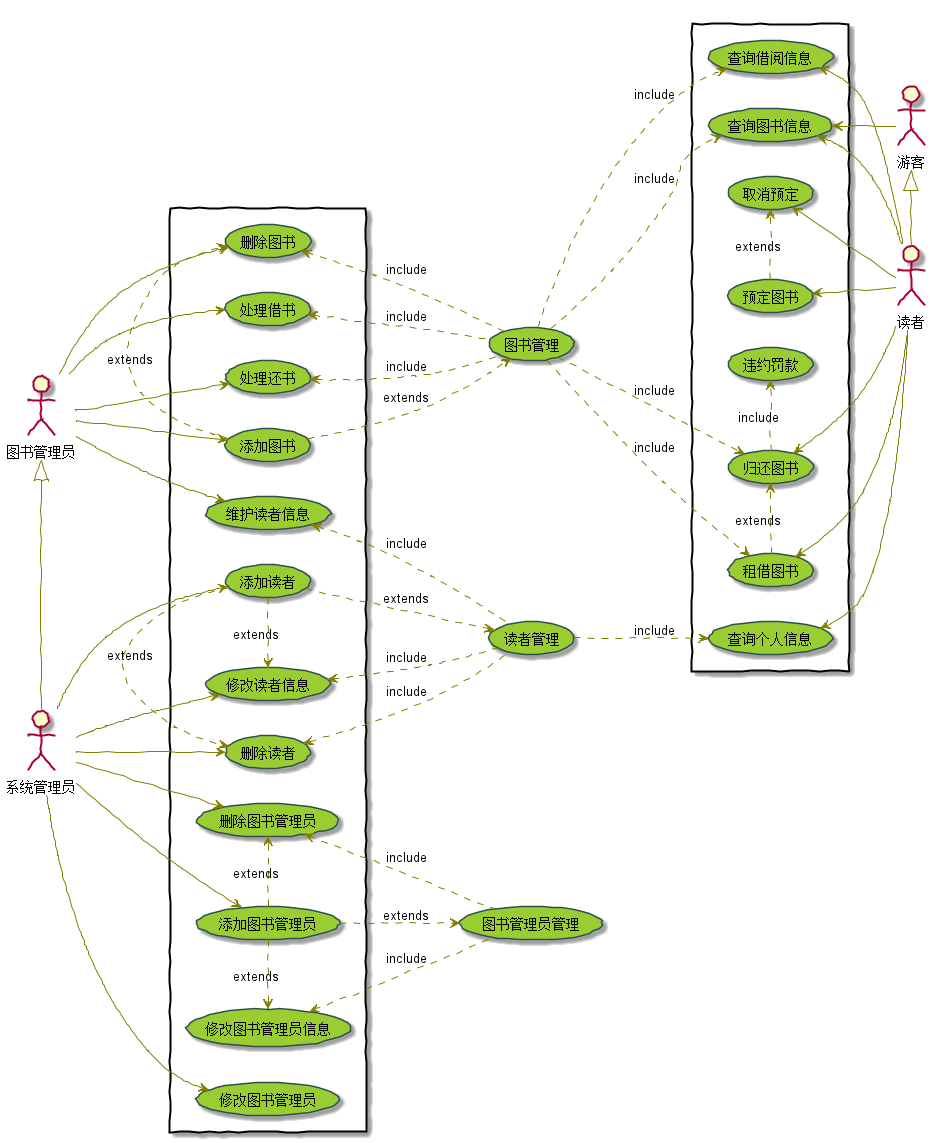 查询借阅信息
include
查询图书信息
游客
include
取消预定
删除图书
extends
include
预定图书
处理借书
include
读者
图书管理
extends
违约罚款
include
处理还书
include
extends
include
添加图书
include
图书管理员
归还图书
维护读者信息
extends
include
租借图书
添加读者
extends
extends
include
读者管理
查询个人信息
extends
include
修改读者信息
include
删除读者
系统管理员
删除图书管理员
include
extends
添加图书管理员
extends
图书管理员管理
include
extends
修改图书管理员信息
修改图书管理员